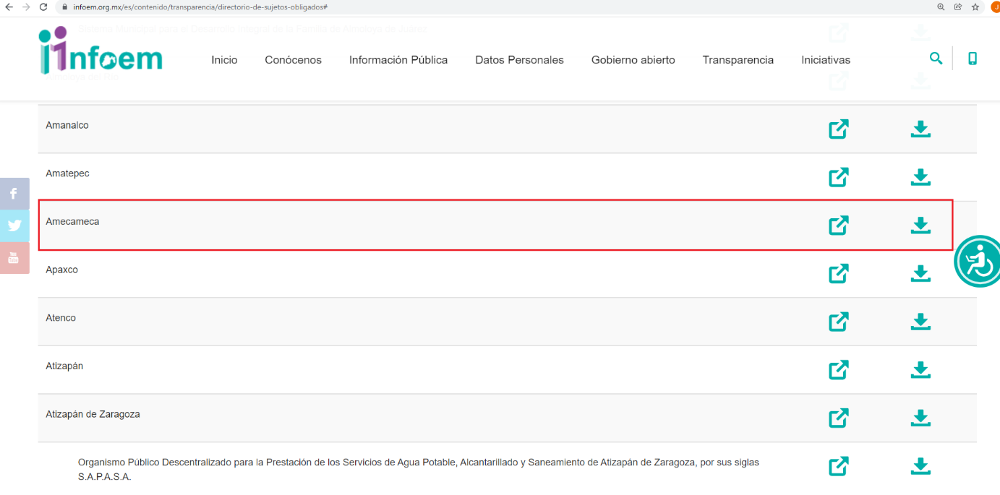 infoem.org.mx/es/contenido/transparencia/directorio-de-sujetos-obligados#
J
Sistema Municipal para el Desarrollo Integral de la Familia de Almoloya de Juárez
infoem
Inicio
Conócenos
Información Pública
Datos Personales
Gobierno abierto
Transparencia
Iniciativas
Almoloya del Río
Amanalco
Amatepec
Amecameca
Apaxco
Atenco
Atizapán
Atizapán de Zaragoza
Organismo Público Descentralizado para la Prestación de los Servicios de Agua Potable, Alcantarillado y Saneamiento de Atizapán de Zaragoza, por sus siglas
S.A.P.A.S.A.
f
You